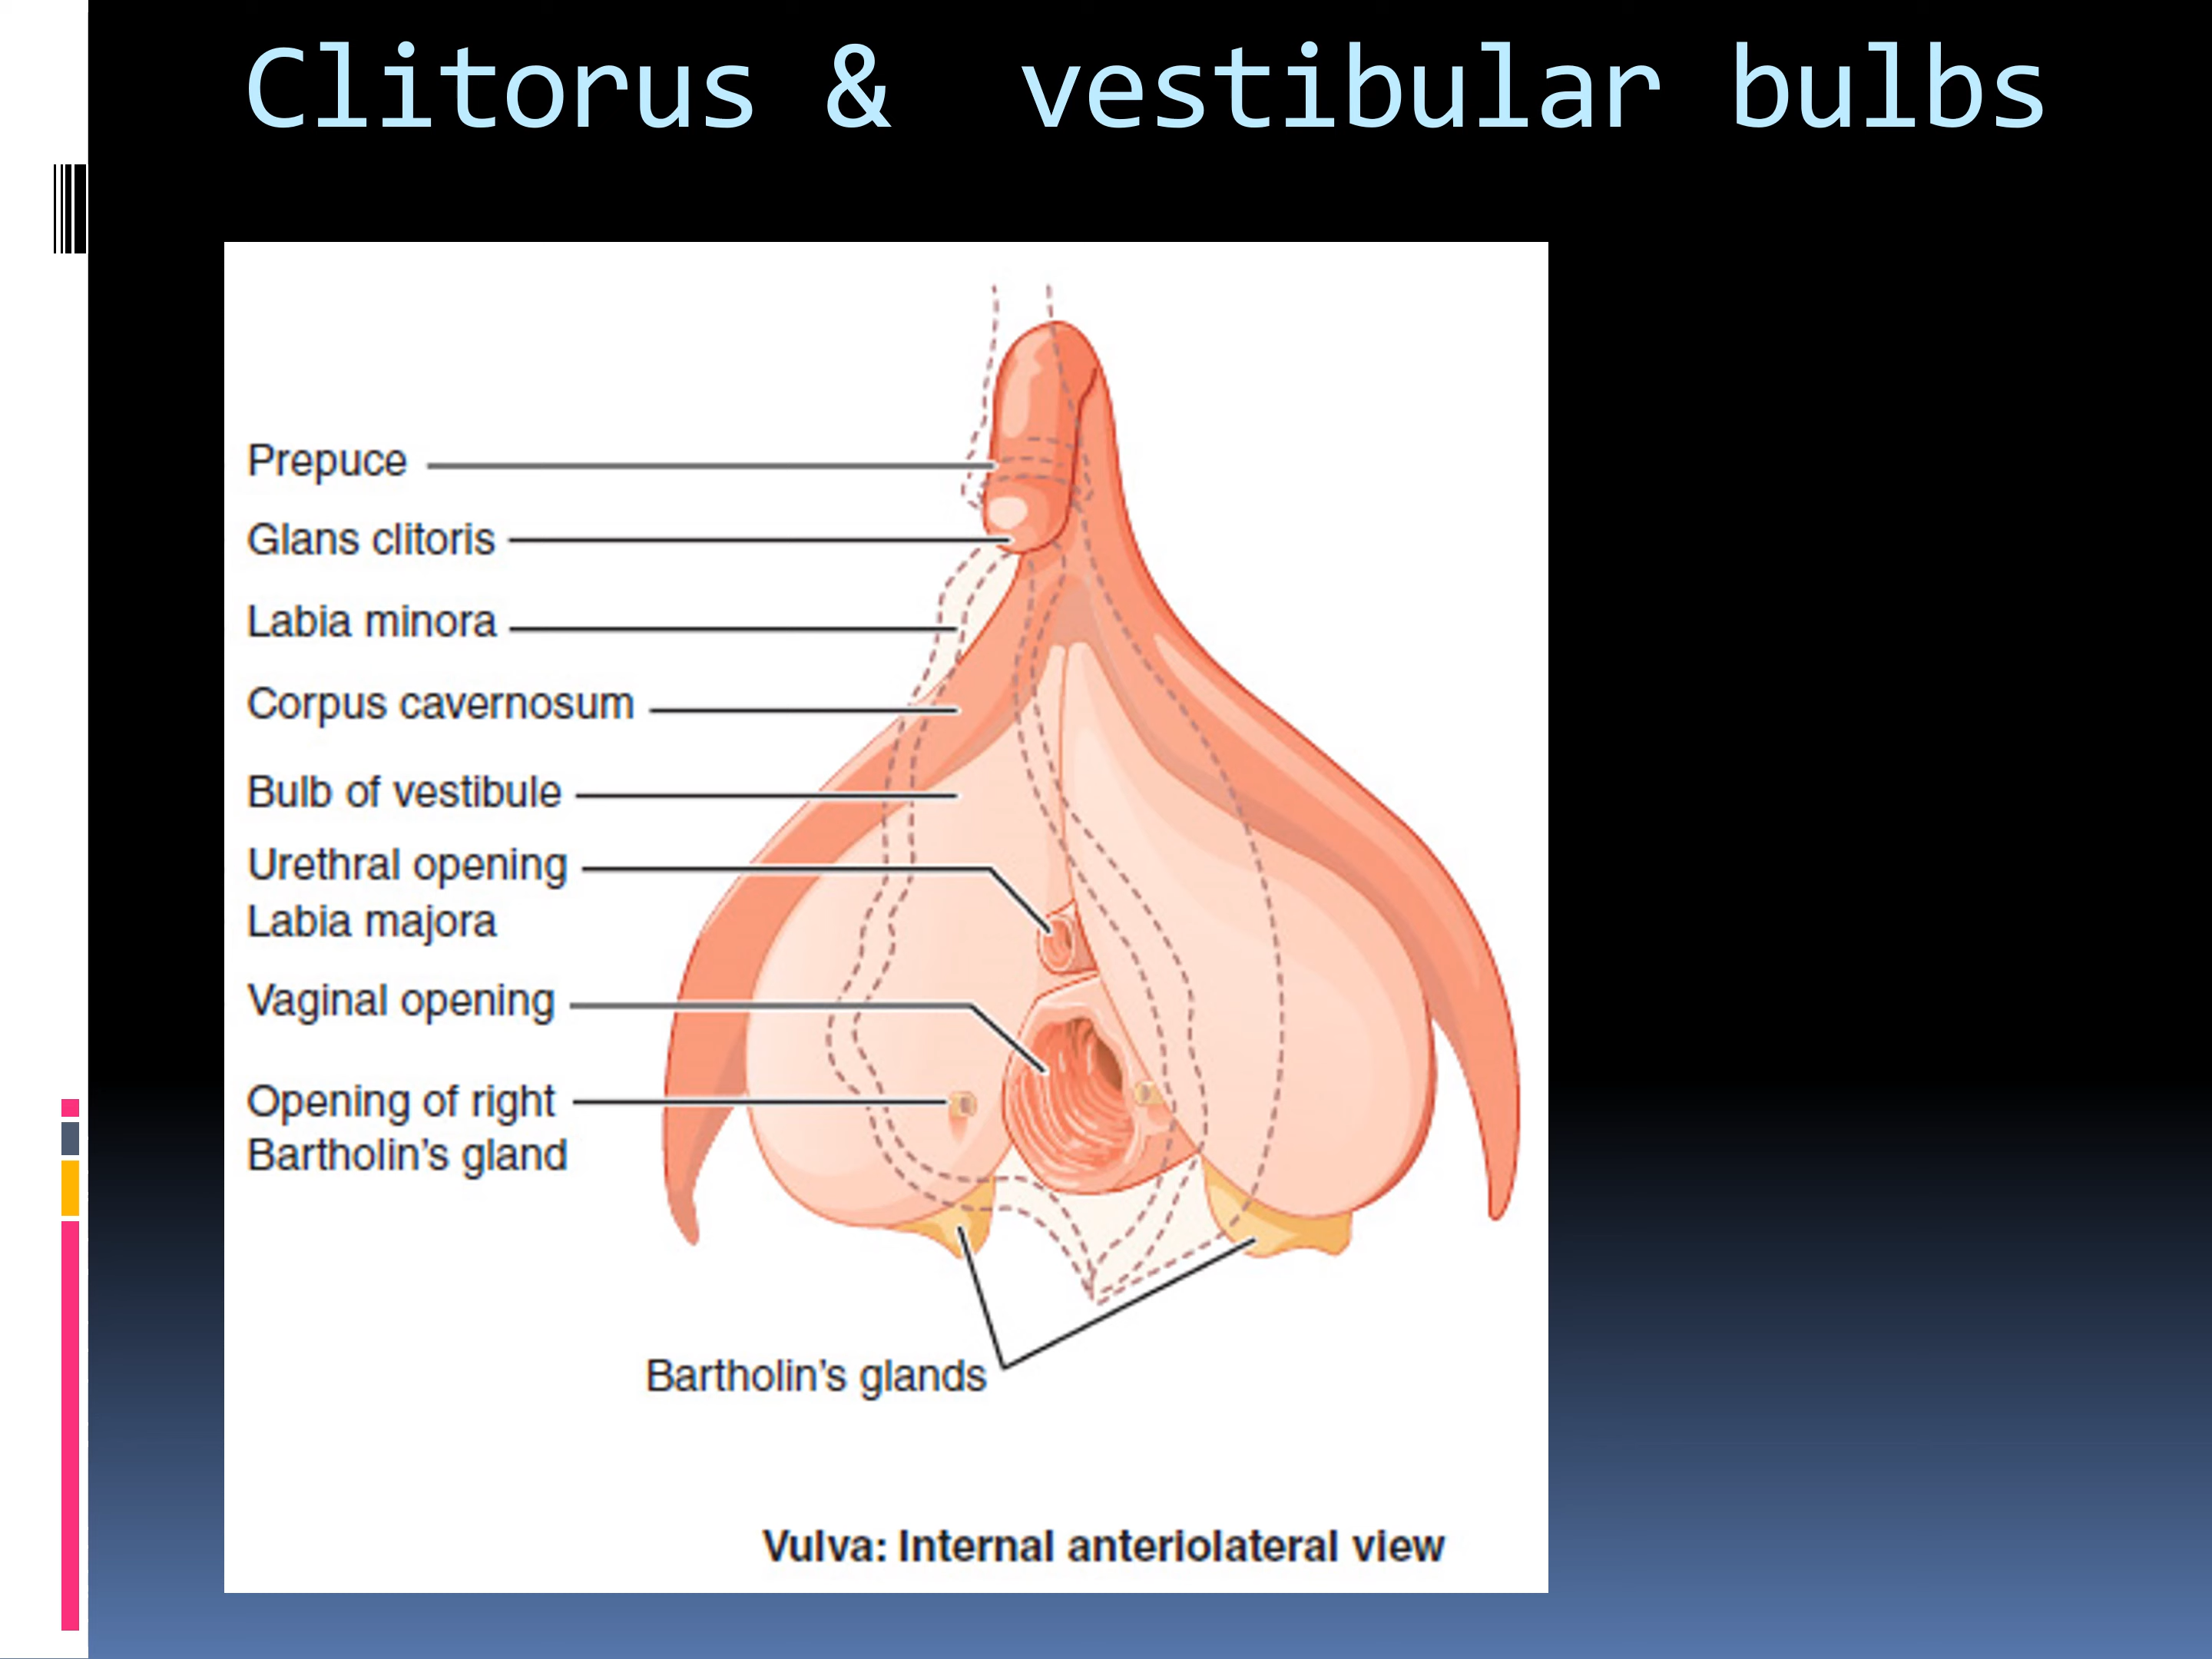 Clitorus & vestibular bulbs
Prepuce
Glans clitoris
Labia minora
Corpus cavernosum
Bulb of vestibule
Urethral opening
Labia majora
Vaginal opening
Opening of right
Bartholin’s gland
Bartholin’s glands
Vulva: Internal anteriolateral view